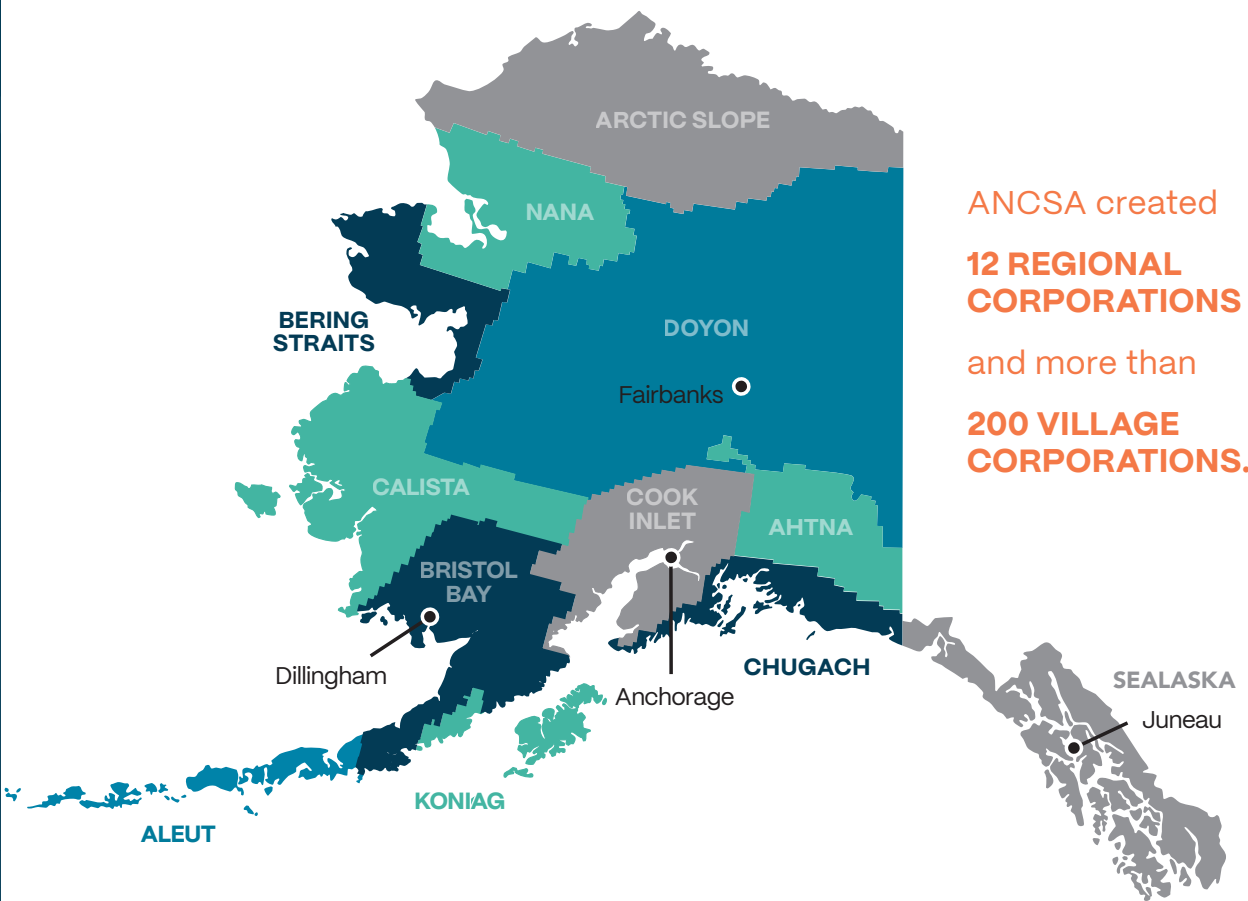 ARCTIC SLOPE
NANA
BERING
STRAITS
DOYON
Fairbanks
CALISTA
COOK
INLET
AHTNA
BRISTOL
BAY
Dillingham
CHUGACH
Anchorage
SEALASKA
Juneau
KONIAG
ALEUT
ANCSA created
12 REGIONAL
CORPORATIONS
and more than
200 VILLAGE
CORPORATIONS.